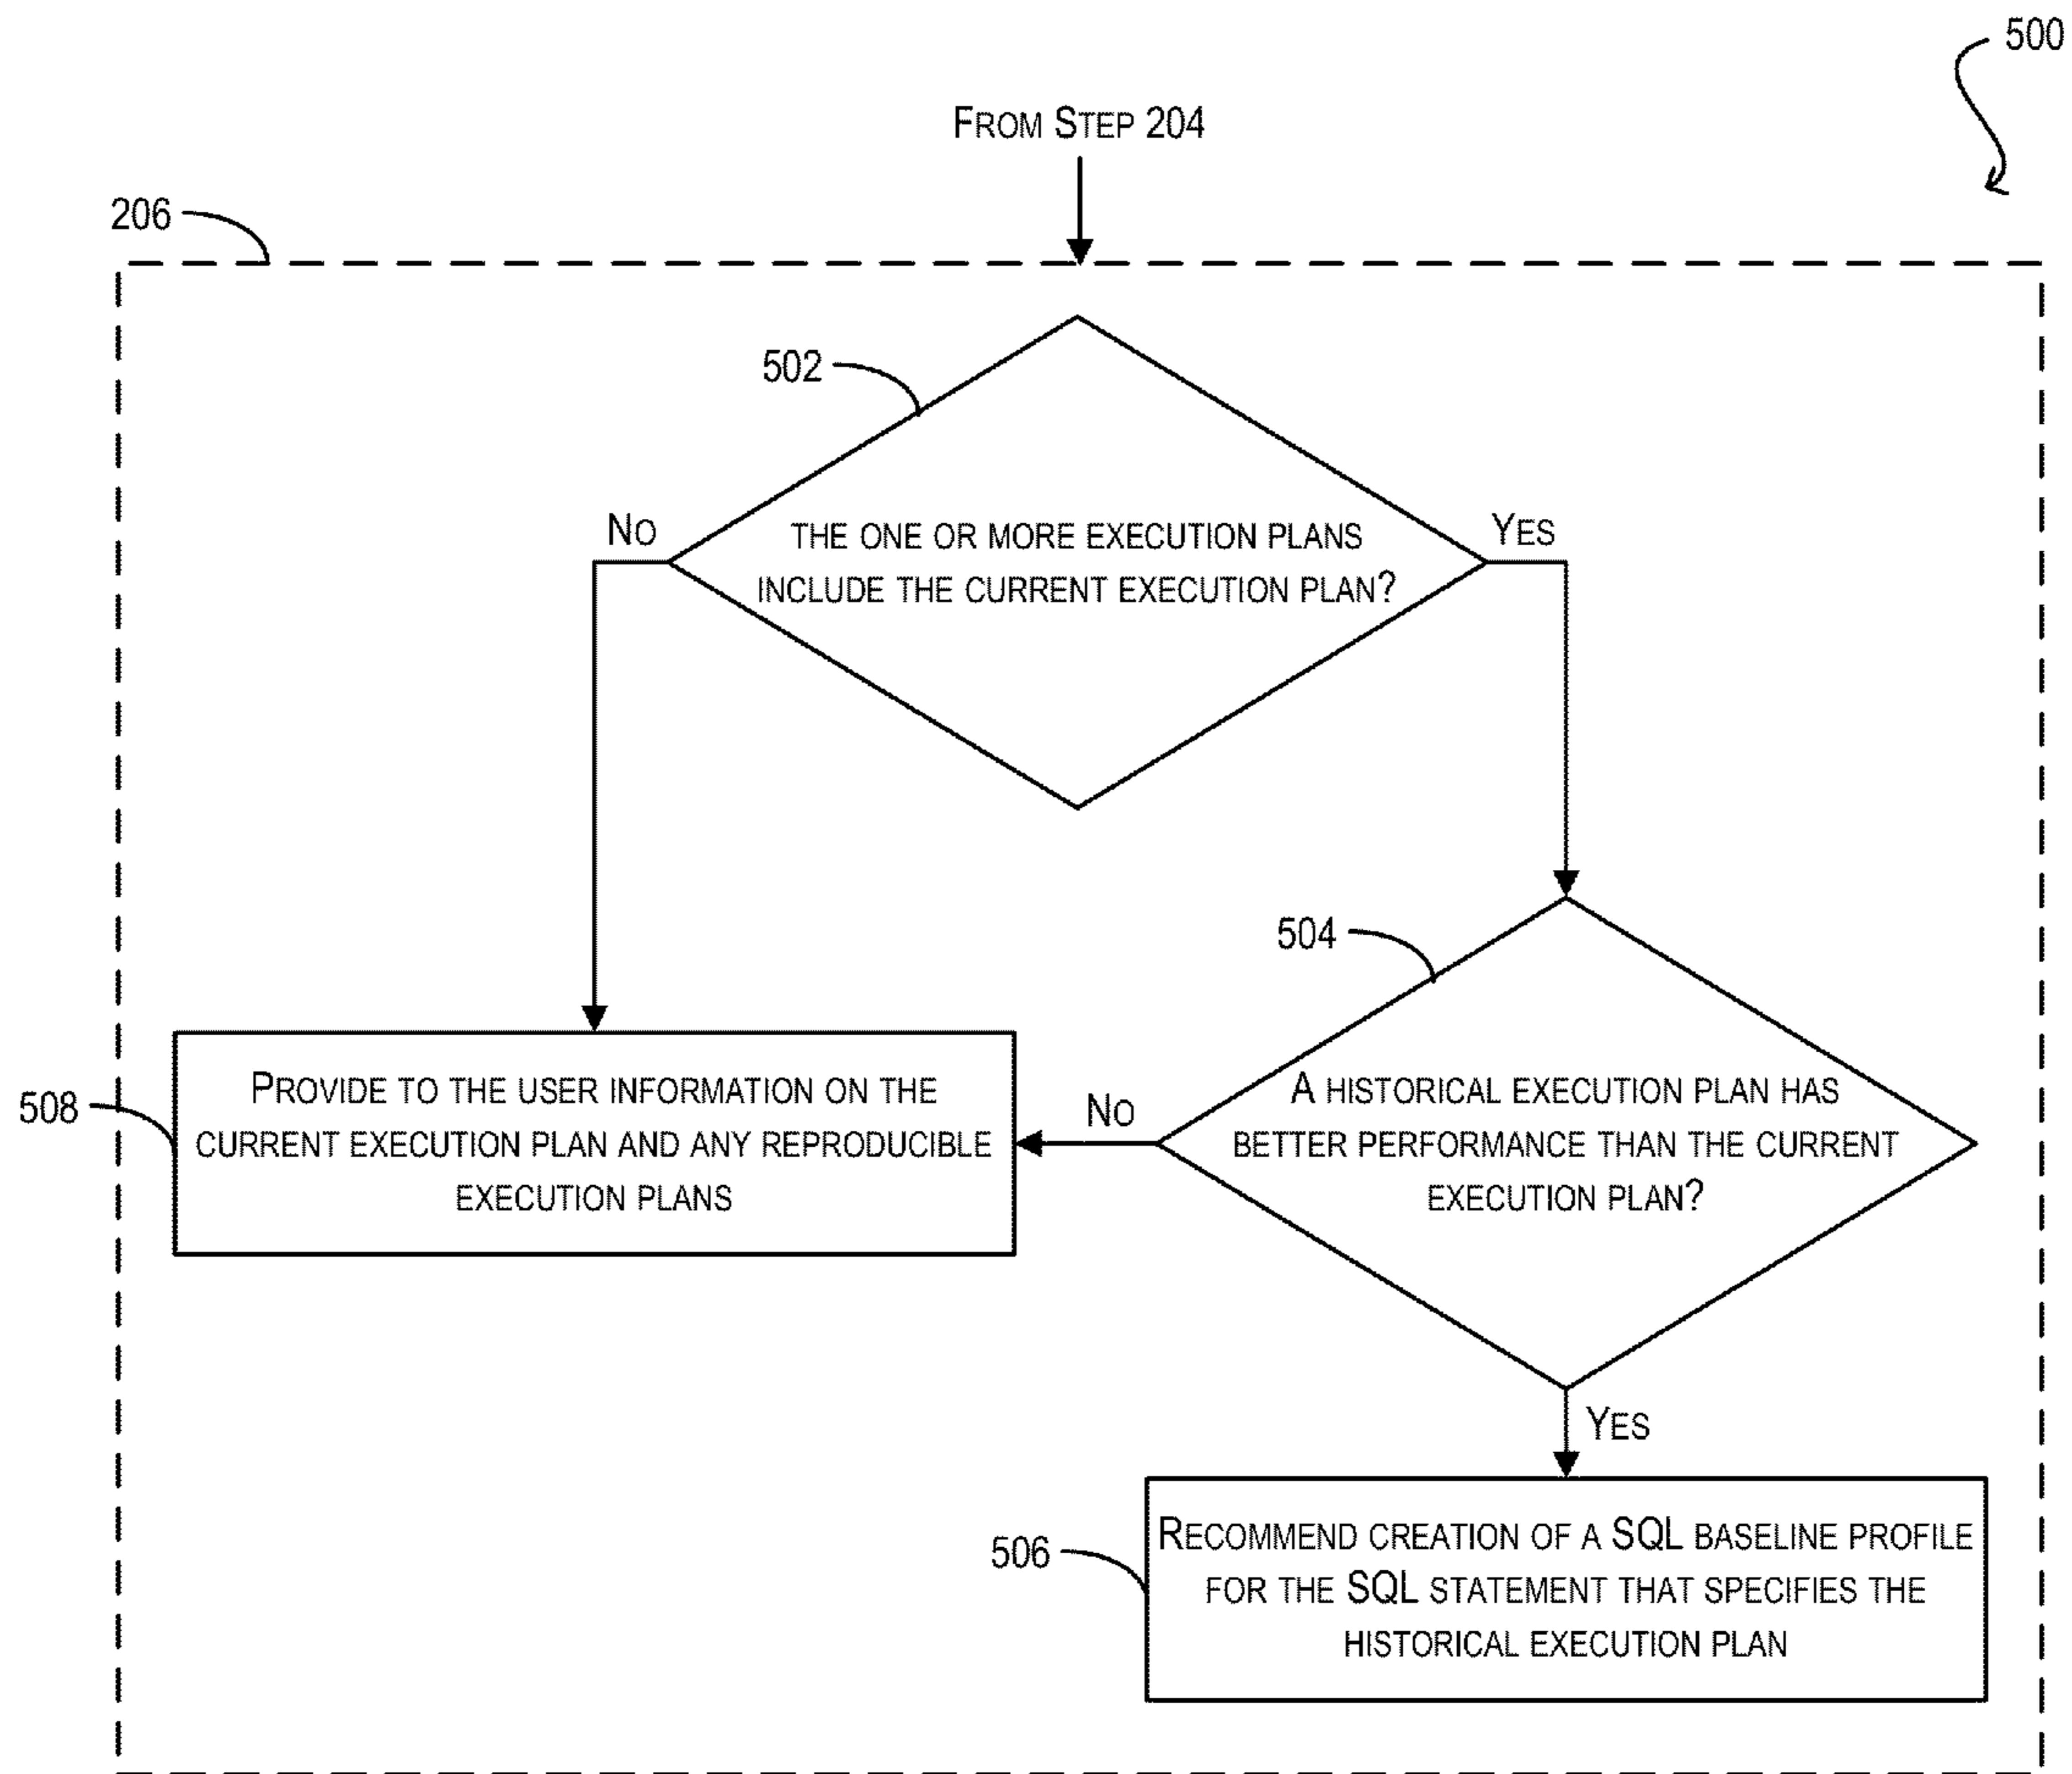 500
FROM STEP 204
206
502
NO
THE ONE OR MORE EXECUTION PLANS
INCLUDE THE CURRENT EXECUTION PLAN?
YES
504
508
PROVIDE TO THE USER INFORMATION ON THE
CURRENT EXECUTION PLAN AND ANY REPRODUCIBLE
EXECUTION PLANS
NO
A HISTORICAL EXECUTION PLAN HAS
BETTER PERFORMANCE THAN THE CURRENT
EXECUTION PLAN?
YES
506
RECOMMEND CREATION OF A SQL BASELINE PROFILE
FOR THE SQL STATEMENT THAT SPECIFIES THE
HISTORICAL EXECUTION PLAN